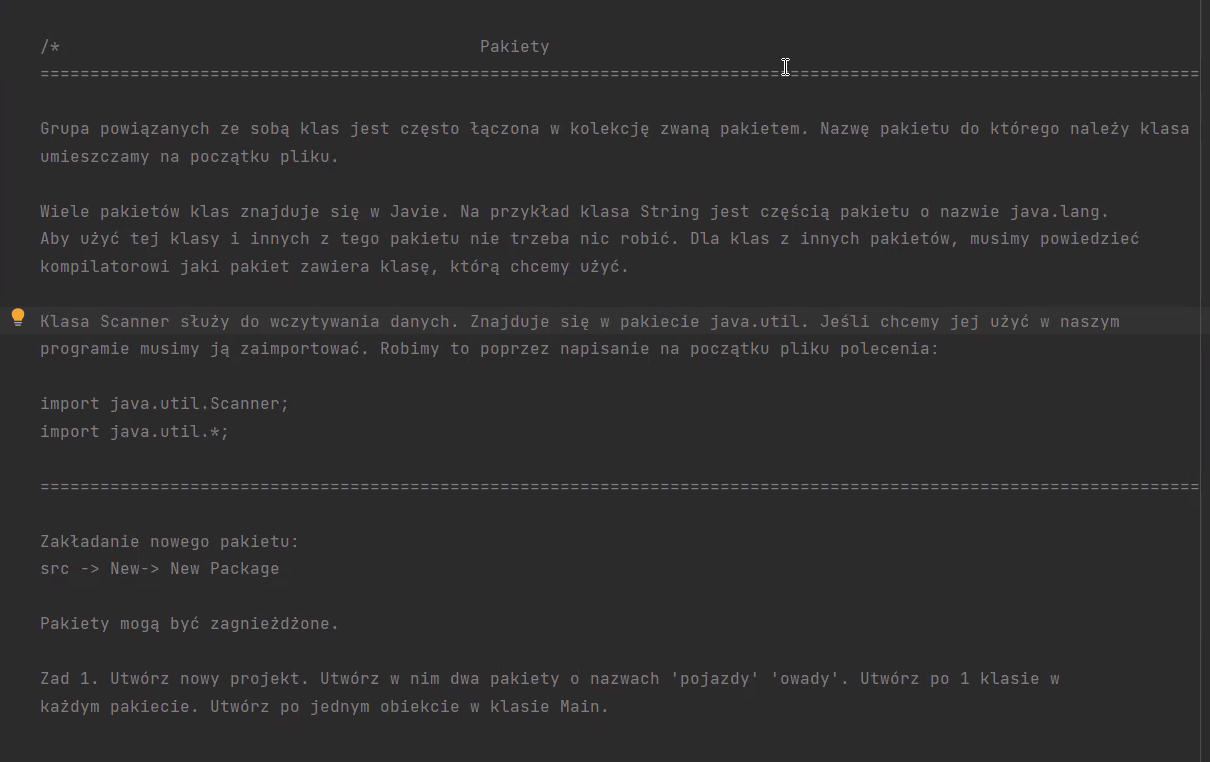 /* Pakiety
====================================================================================================================
Grupa powiązanych ze sobą klas jest często łączona w kolekcję zwaną pakietem. Nazwę pakietu do którego należy klasa
umieszczamy na początku pliku.
Wiele pakietów klas znajduje się w Javie. Na przykład klasa String jest częścią pakietu o nazwie java.lang.
Aby użyć tej klasy i innych z tego pakietu nie trzeba nic robić. Dla klas z innych pakietów, musimy powiedzieć
kompilatorowi jaki pakiet zawiera klasę, którą chcemy użyć.
Klasa Scanner służy do wczytywania danych. Znajduje się w pakiecie java.util. Jeśli chcemy jej użyć w naszym
programie musimy ją zaimportować. Robimy to poprzez napisanie na początku pliku polecenia:
import java.util.Scanner;
import java.util.*;
====================================================================================================================
Zakładanie nowego pakietu:
src -> New-> New Package
Pakiety mogą być zagnieżdżone.
Zad 1. Utwórz nowy projekt. Utwórz w nim dwa pakiety o nazwach 'pojazdy' 'owady'. Utwórz po 1 klasie w
każdym pakiecie. Utwórz po jednym obiekcie w klasie Main.